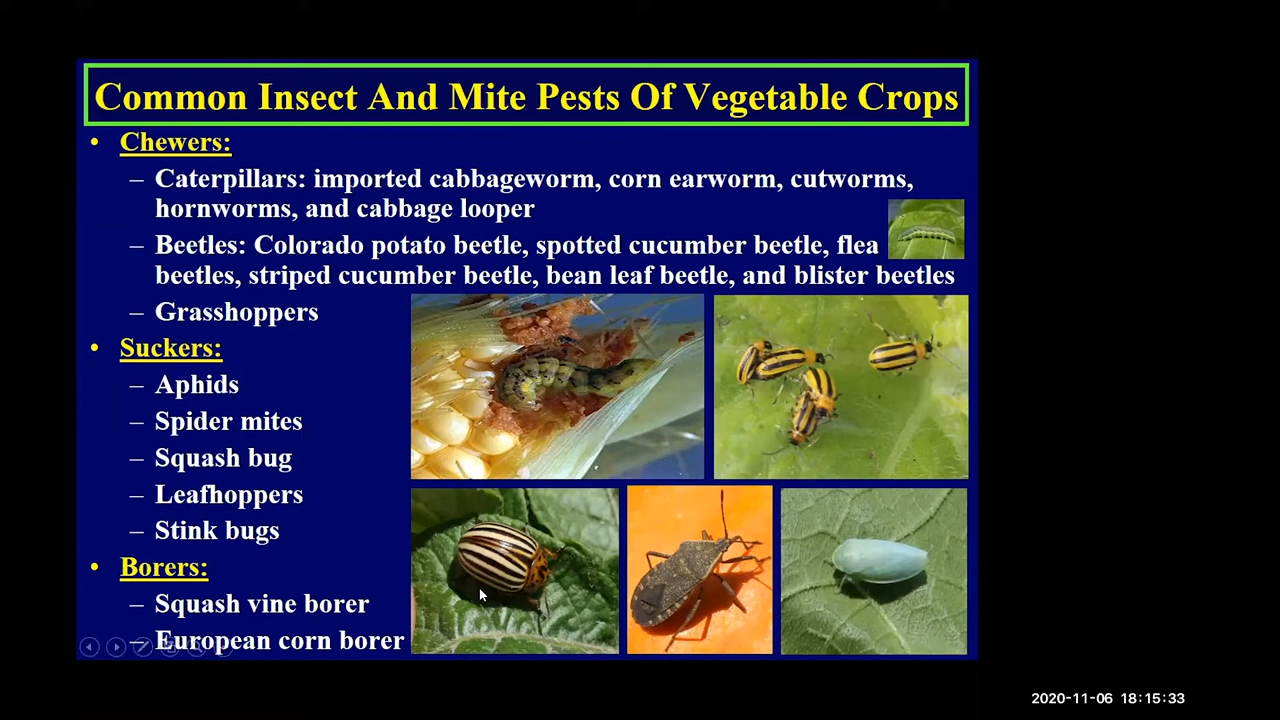 Common Insect And Mite Pests Of Vegetable Crops
• Chewers:
– Caterpillars: imported cabbageworm, corn earworm, cutworms,
hornworms, and cabbage looper
– Beetles: Colorado potato beetle, spotted cucumber beetle, flea
beetles, striped cucumber beetle, bean leaf beetle, and blister beetles
– Grasshoppers
• Suckers:
– Aphids
– Spider mites
– Squash bug
– Leafhoppers
– Stink bugs
• Borers:
– Squash vine borer
– European corn borer
2020-11-06 18:15:33